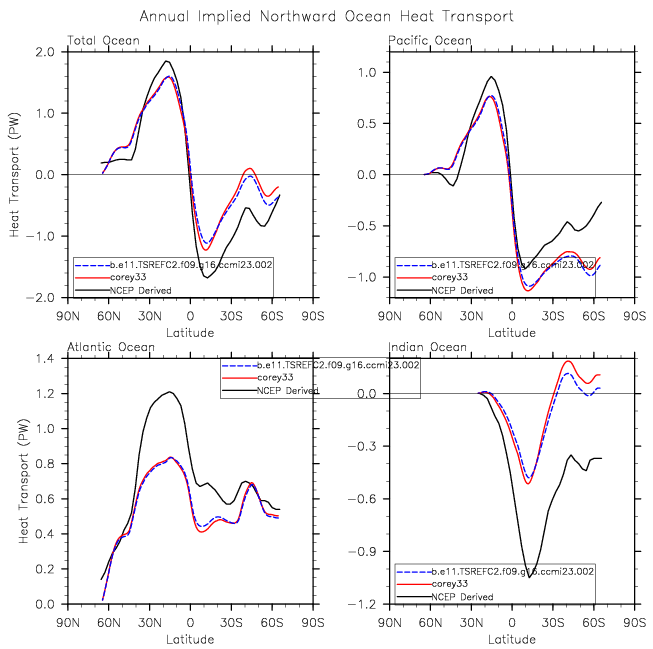 Annual Implied Northward Ocean Heat Transport
Total Ocean
Heat Transport (PW)
2.0
1.0
0.0
−1.0
−2.0
b.e11.TSREFC2.f09.g16.ccmi23.002
corey33
NCEP Derived
90N 60N 30N 0 30S 60S 90S
Latitude
Pacific Ocean
1.0
0.5
0.0
−0.5
−1.0
b.e11.TSREFC2.f09.g16.ccmi23.002
corey33
NCEP Derived
90N 60N 30N 0 30S 60S 90S
Latitude
Atlantic Ocean
Heat Transport (PW)
1.4
1.2
1.0
0.8
0.6
0.4
0.2
0.0
b.e11.TSREFC2.f09.g16.ccmi23.002
corey33
NCEP Derived
90N 60N 30N 0 30S 60S 90S
Latitude
Indian Ocean
0.0
−0.3
−0.6
−0.9
−1.2
b.e11.TSREFC2.f09.g16.ccmi23.002
corey33
NCEP Derived
90N 60N 30N 0 30S 60S 90S
Latitude